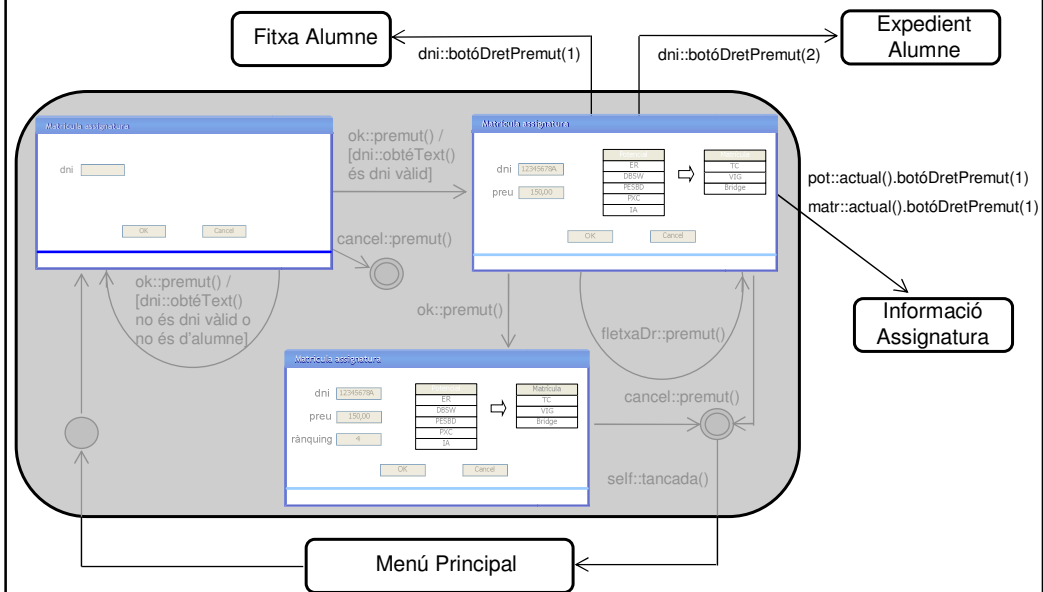 Fitxa Alumne
dni::botóDretPremut(1)
dni::botóDretPremut(2)
Expedient
Alumne
Matrícula assignatura
dni
OK
Cancel
ok::premut() /
[dni::obtéText()
és dni vàlid]
Matrícula assignatura
dni
12345678A
preu
150,00
ER
DBSW
PESBD
PXC
IA
TC
VIG
Bridge
OK
Cancel
pot::actual().botóDretPremut(1)
matr::actual().botóDretPremut(1)
cancel::premut()
ok::premut() /
[dni::obtéText()
no és dni vàlid o
no és d'alumne]
ok::premut()
fletxaDr::premut()
Informació
Assignatura
Matrícula assignatura
dni
12345678A
preu
150,00
rànquing
ER
DBSW
PESBD
PXC
IA
Matrícula
TC
VIG
Bridge
OK
Cancel
cancel::premut()
self::tancada()
Menú Principal